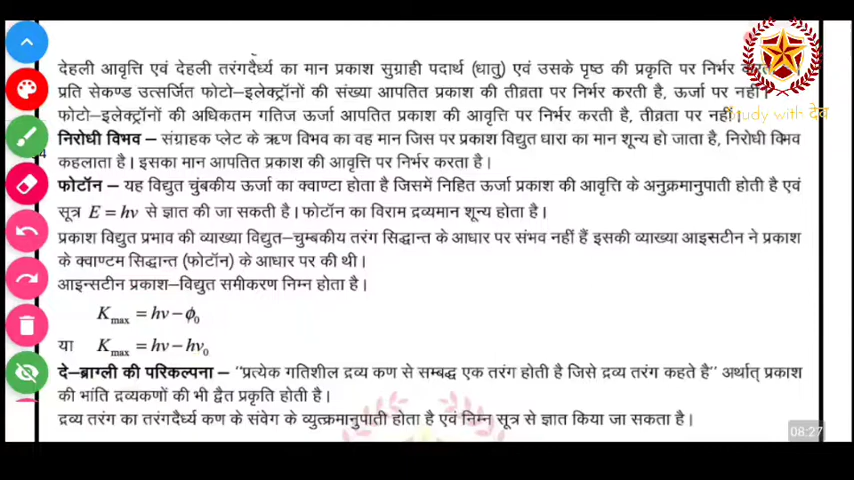 देहली आवृत्ति एवं देहली तरंगदैर्ध्य का मान प्रकाश सुग्राही पदार्थ (धातु) एवं उसके पृष्ठ की प्रकृति पर निर्भर
प्रति सेकण्ड उत्सर्जित फोटो–इलेक्ट्रॉनों की संख्या आपतित प्रकाश की तीव्रता पर निर्भर करती है, ऊर्जा पर नहीं।
फोटो–इलेक्ट्रॉनों की अधिकतम गतिज ऊर्जा आपतित प्रकाश की आवृत्ति पर निर्भर करती है, तीव्रता पर नहीं।
Study with देव
निरोधी विभव – संग्राहक प्लेट के ऋण विभव का वह मान जिस पर प्रकाश विद्युत धारा का मान शून्य हो जाता है, निरोधी विभव
कहलाता है। इसका मान आपतित प्रकाश की आवृत्ति पर निर्भर करता है।
फोटॉन – यह विद्युत चुंबकीय ऊर्जा का क्वाण्टा होता है जिसमें निहित ऊर्जा प्रकाश की आवृत्ति के अनुक्रमानुपाती होती है एवं
सूत्र E = hν से ज्ञात की जा सकती है। फोटॉन का विराम द्रव्यमान शून्य होता है।
प्रकाश विद्युत प्रभाव की व्याख्या विद्युत–चुम्बकीय तरंग सिद्धान्त के आधार पर संभव नहीं हैं इसकी व्याख्या आइसटीन ने प्रकाश
के क्वाण्टम सिद्धान्त (फोटॉन) के आधार पर की थी।
आइन्सटीन प्रकाश–विद्युत समीकरण निम्न होता है।
K_max = hν – ϕ₀
या K_max = hν – hν₀
दे–ब्राग्ली की परिकल्पना – "प्रत्येक गतिशील द्रव्य कण से सम्बद्ध एक तरंग होती है जिसे द्रव्य तरंग कहते है" अर्थात् प्रकाश
की भांति द्रव्यकणों की भी द्वैत प्रकृति होती है।
द्रव्य तरंग का तरंगदैर्ध्य कण के संवेग के व्युत्क्रमानुपाती होता है एवं निम्न सूत्र से ज्ञात किया जा सकता है।
08:27